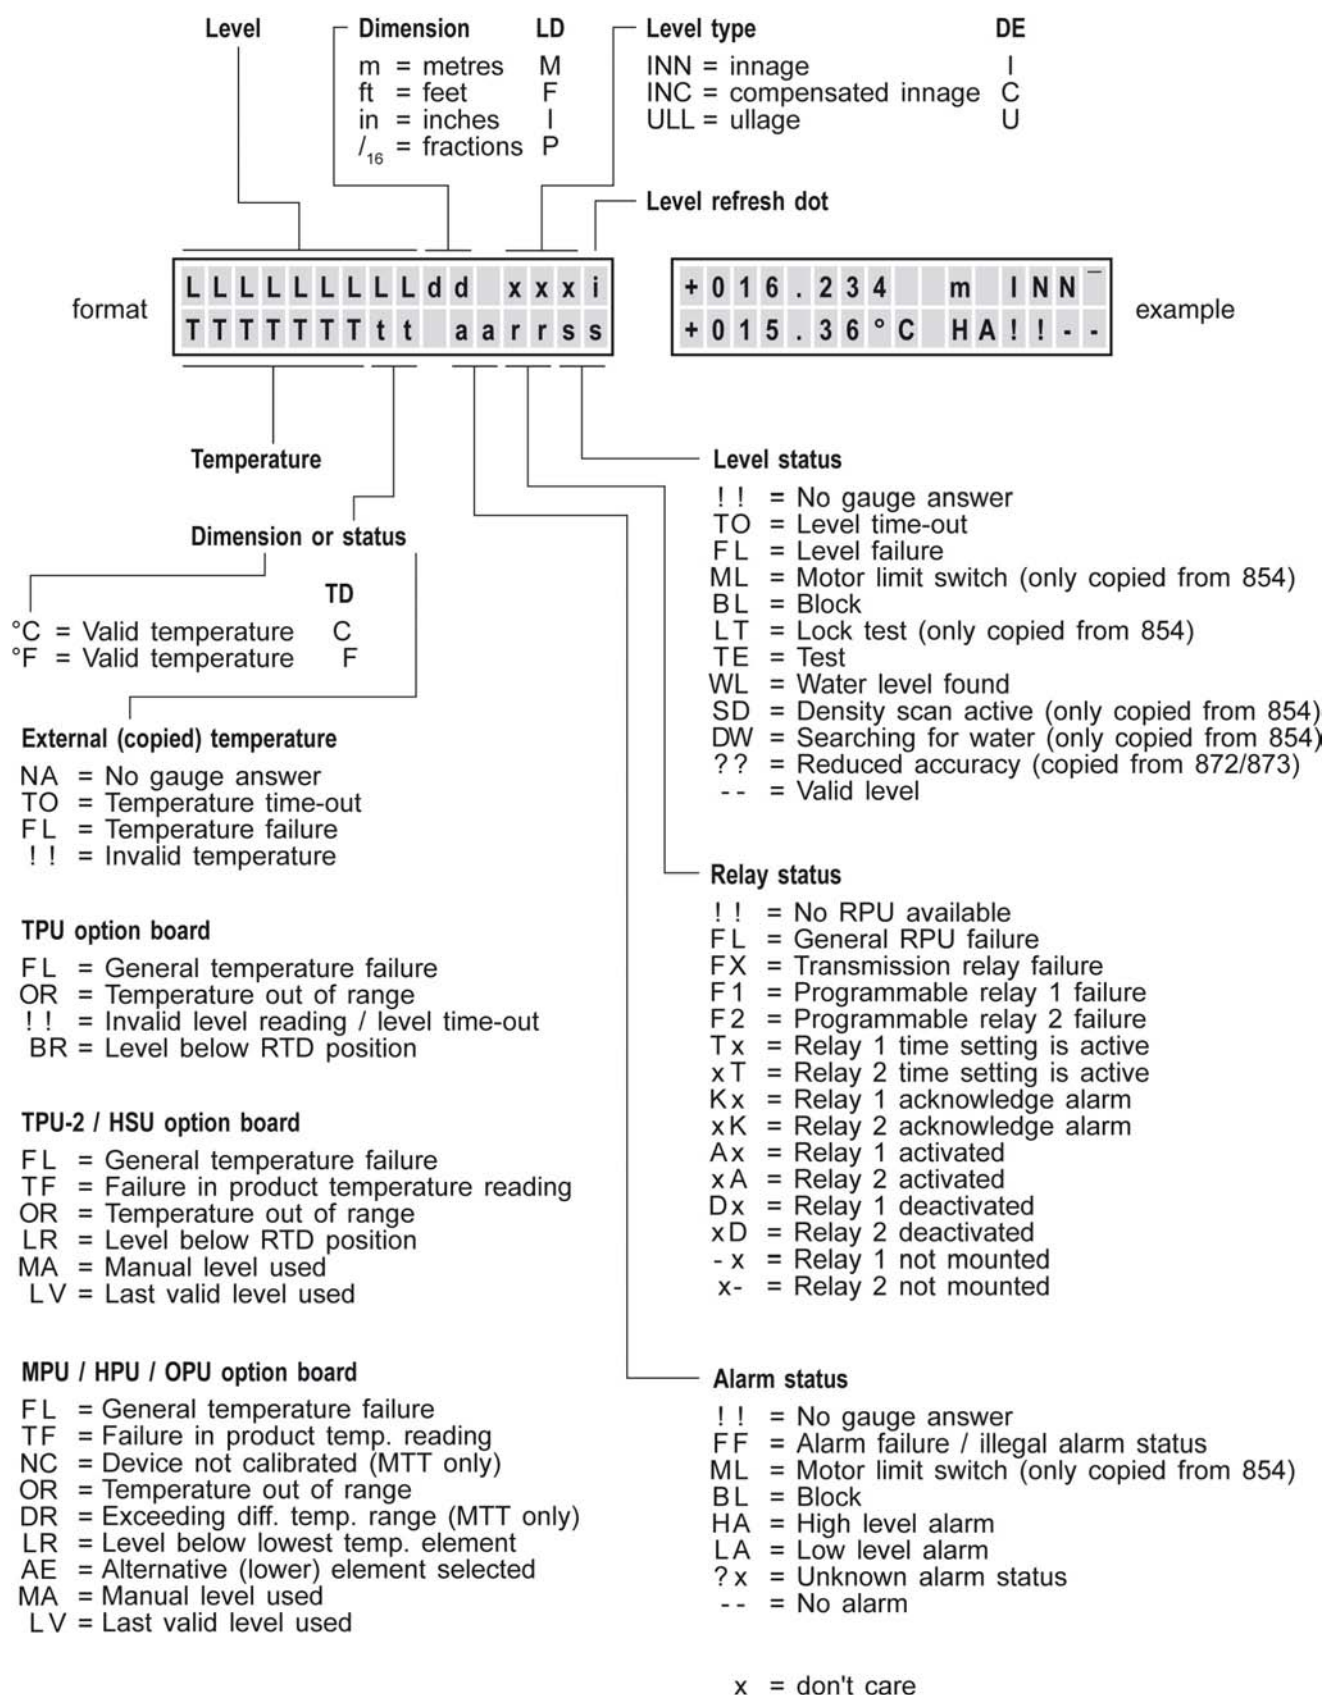 Level
Dimension LD
m = metres M
ft = feet F
in = inches I
/16 = fractions P
Level type DE
INN = innage I
INC = compensated innage C
ULL = ullage U
Level refresh dot
format
L L L L L L L L L d d x x x i
T T T T T T T t t a a r r s s
+ 0 1 6 . 2 3 4 m I N N ¯
+ 0 1 5 . 3 6 ° C H A ! ! - -
example
Temperature
Dimension or status
TD
°C = Valid temperature C
°F = Valid temperature F
External (copied) temperature
NA = No gauge answer
TO = Temperature time-out
FL = Temperature failure
! ! = Invalid temperature
TPU option board
FL = General temperature failure
OR = Temperature out of range
! ! = Invalid level reading / level time-out
BR = Level below RTD position
TPU-2 / HSU option board
FL = General temperature failure
TF = Failure in product temperature reading
OR = Temperature out of range
LR = Level below RTD position
MA = Manual level used
LV = Last valid level used
MPU / HPU / OPU option board
FL = General temperature failure
TF = Failure in product temp. reading
NC = Device not calibrated (MTT only)
OR = Temperature out of range
DR = Exceeding diff. temp. range (MTT only)
LR = Level below lowest temp. element
AE = Alternative (lower) element selected
MA = Manual level used
LV = Last valid level used
Level status
! ! = No gauge answer
TO = Level time-out
FL = Level failure
ML = Motor limit switch (only copied from 854)
BL = Block
LT = Lock test (only copied from 854)
TE = Test
WL = Water level found
SD = Density scan active (only copied from 854)
DW = Searching for water (only copied from 854)
?? = Reduced accuracy (copied from 872/873)
-- = Valid level
Relay status
! ! = No RPU available
FL = General RPU failure
FX = Transmission relay failure
F1 = Programmable relay 1 failure
F2 = Programmable relay 2 failure
Tx = Relay 1 time setting is active
xT = Relay 2 time setting is active
Kx = Relay 1 acknowledge alarm
xK = Relay 2 acknowledge alarm
Ax = Relay 1 activated
xA = Relay 2 activated
Dx = Relay 1 deactivated
xD = Relay 2 deactivated
-x = Relay 1 not mounted
x- = Relay 2 not mounted
Alarm status
! ! = No gauge answer
FF = Alarm failure / illegal alarm status
ML = Motor limit switch (only copied from 854)
BL = Block
HA = High level alarm
LA = Low level alarm
?x = Unknown alarm status
-- = No alarm
x = don't care